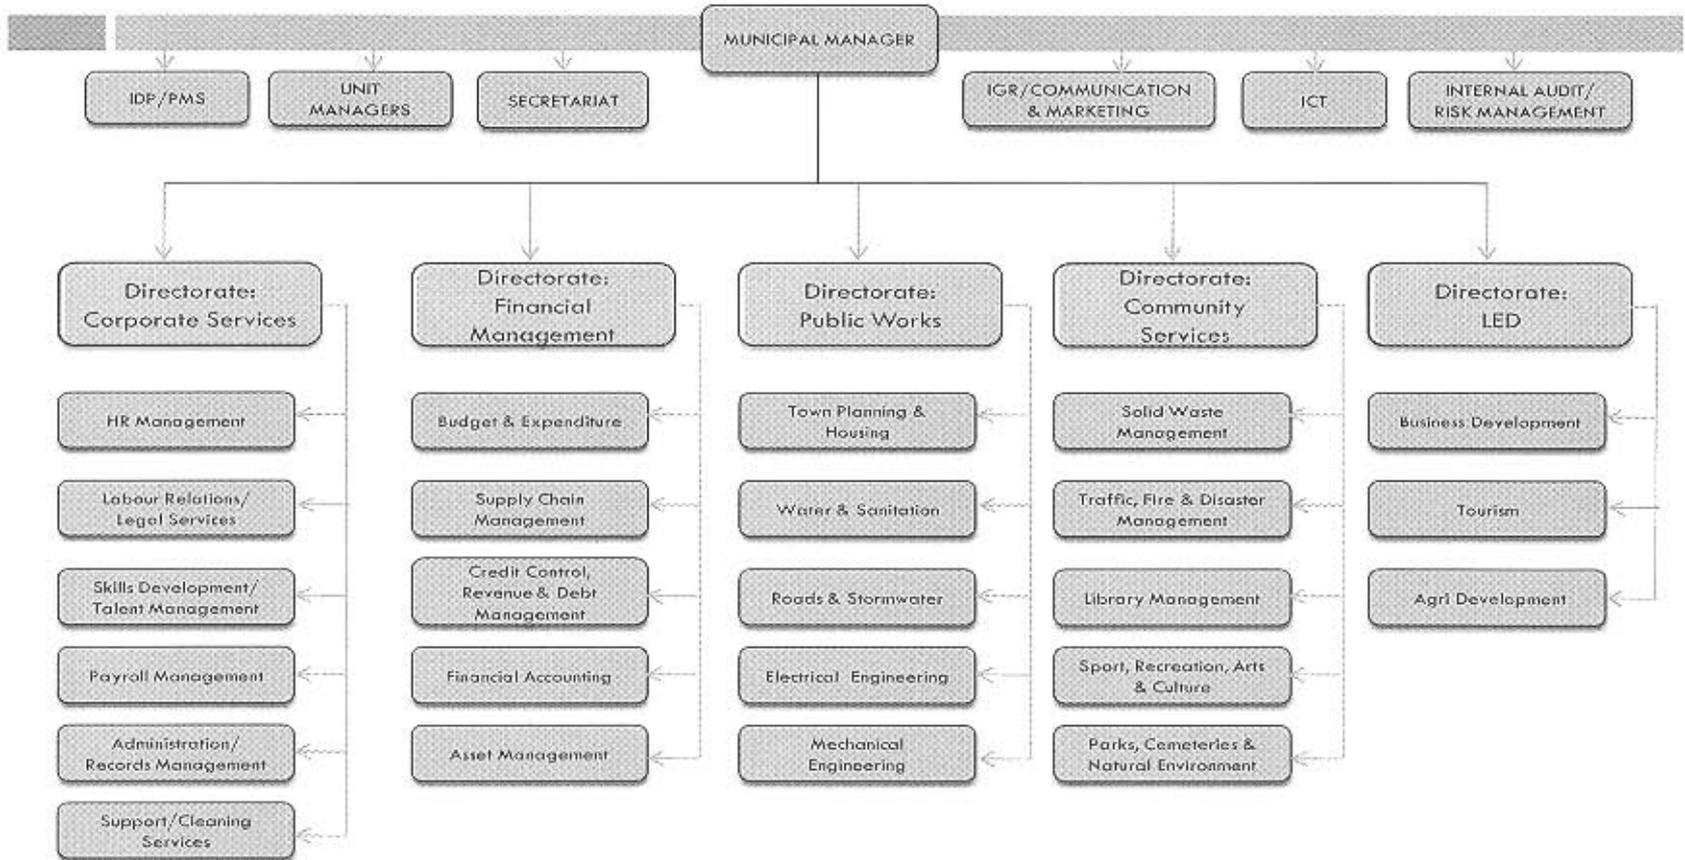 MUNICIPAL MANAGER
IDP/PMS
UNIT
MANAGERS
SECRETARIAT
IGR/COMMUNICATION
& MARKETING
ICT
INTERNAL AUDIT/
RISK MANAGEMENT
Directorate:
Corporate Services
HR Management
Labour Relations/
Legal Services
Skills Development/
Talent Management
Payroll Management
Administration/
Records Management
Support/Cleaning
Services
Directorate:
Financial
Management
Budget & Expenditure
Supply Chain
Management
Credit Control,
Revenue & Debt
Management
Financial Accounting
Asset Management
Directorate:
Public Works
Town Planning &
Housing
Water & Sanitation
Roads & Stormwater
Electrical Engineering
Mechanical
Engineering
Directorate:
Community
Services
Solid Waste
Management
Traffic, Fire & Disaster
Management
Library Management
Sport, Recreation, Arts
& Culture
Parks, Cemeteries &
Natural Environment
Directorate:
LED
Business Development
Tourism
Agri Development